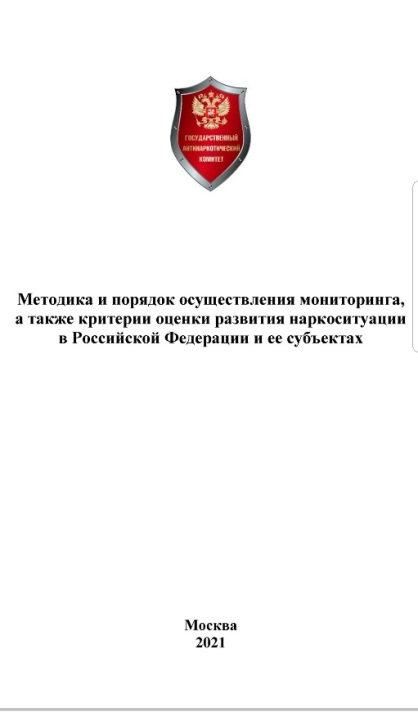 ГОСУДАРСТВЕННЫЙ
АНТИНАРКОТИЧЕСКИЙ
КОМИТЕТ
Методика и порядок осуществления мониторинга,
а также критерии оценки развития наркоситуации
в Российской Федерации и ее субъектах
Москва
2021